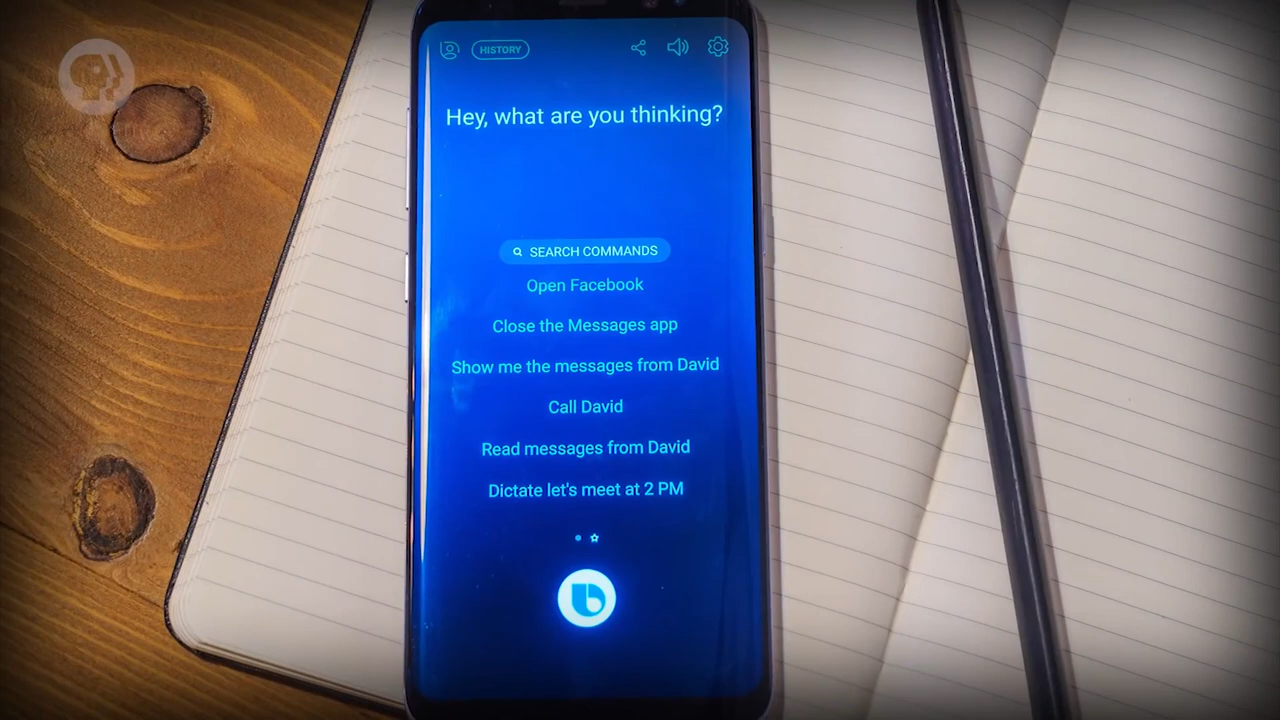 HISTORY
Hey, what are you thinking?
SEARCH COMMANDS
Open Facebook
Close the Messages app
Show me the messages from David
Call David
Read messages from David
Dictate let's meet at 2 PM